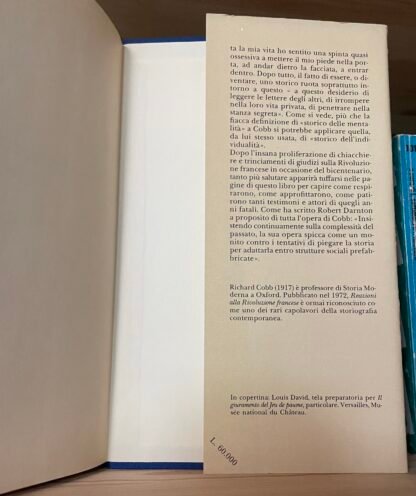 ta la mia vita ho sentito una spinta quasi
ossessiva a mettere il mio piede nella por-
ta, ad andar dietro la facciata, a entrar
dentro. Dopo tutto, il fatto di essere, o di-
ventare, uno storico ruota soprattutto in-
torno a questo – a questo desiderio di
leggere le lettere degli altri, di irrompere
nella loro vita privata, di penetrare nella
stanza segreta». Come si vede, più che la
fiacca definizione di «storico delle menta-
lità» a Cobb si potrebbe applicare quella,
da lui stesso usata, di «storico dell'indi-
vidualità».
Dopo l'insana proliferazione di chiacchie-
re e trinciamenti di giudizi sulla Rivoluzio-
ne francese in occasione del bicentenario,
tanto più salutare apparirà tuffarsi nelle pa-
gine di questo libro per capire come respi-
rarono, come approfittarono, come pati-
rono tanti testimoni e attori di quegli an-
ni fatali. Come ha scritto Robert Darnton
a proposito di tutta l'opera di Cobb: «Insi-
stendo continuamente sulla complessità del
passato, la sua opera spicca come un mo-
nito contro i tentativi di piegare la storia
per adattarla entro strutture sociali prefab-
bricate».
Richard Cobb (1917) è professore di Storia Mo-
derna a Oxford. Pubblicato nel 1972, Reazioni
alla Rivoluzione francese è ormai riconosciuto co-
me uno dei rari capolavori della storiografia
contemporanea.
In copertina: Louis David, tela preparatoria per Il
giuramento del Jeu de paume, particolare. Versailles, Mu-
sée national du Château.
L. 60.000